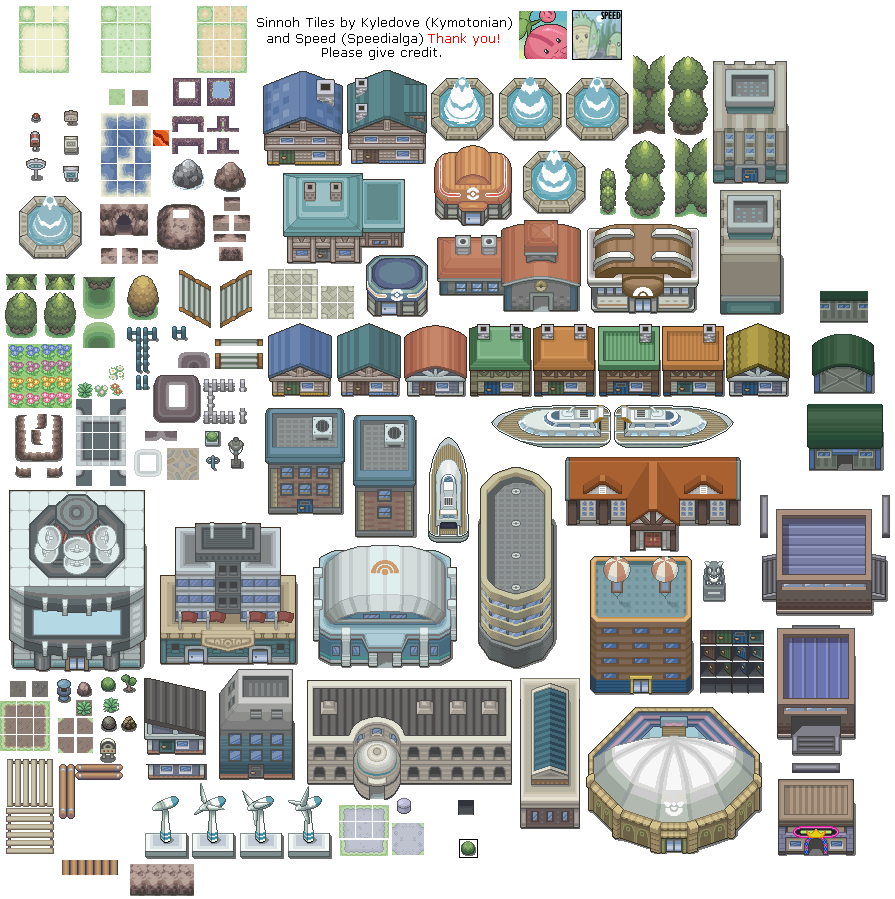 Sinnoh Tiles by Kyledove (Kymotonian)
and Speed (Speedialga) Thank you!
Please give credit.
SPEED